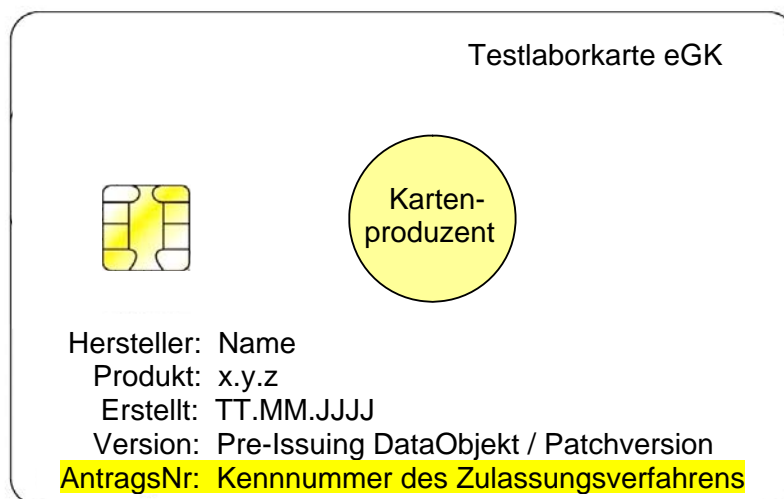 Testlaborkarte eGK
Karten-
produzent
Hersteller: Name
Produkt: x.y.z
Erstellt: TT.MM.JJJJ
Version: Pre-Issuing DataObjekt / Patchversion
AntragsNr: Kennnummer des Zulassungsverfahrens